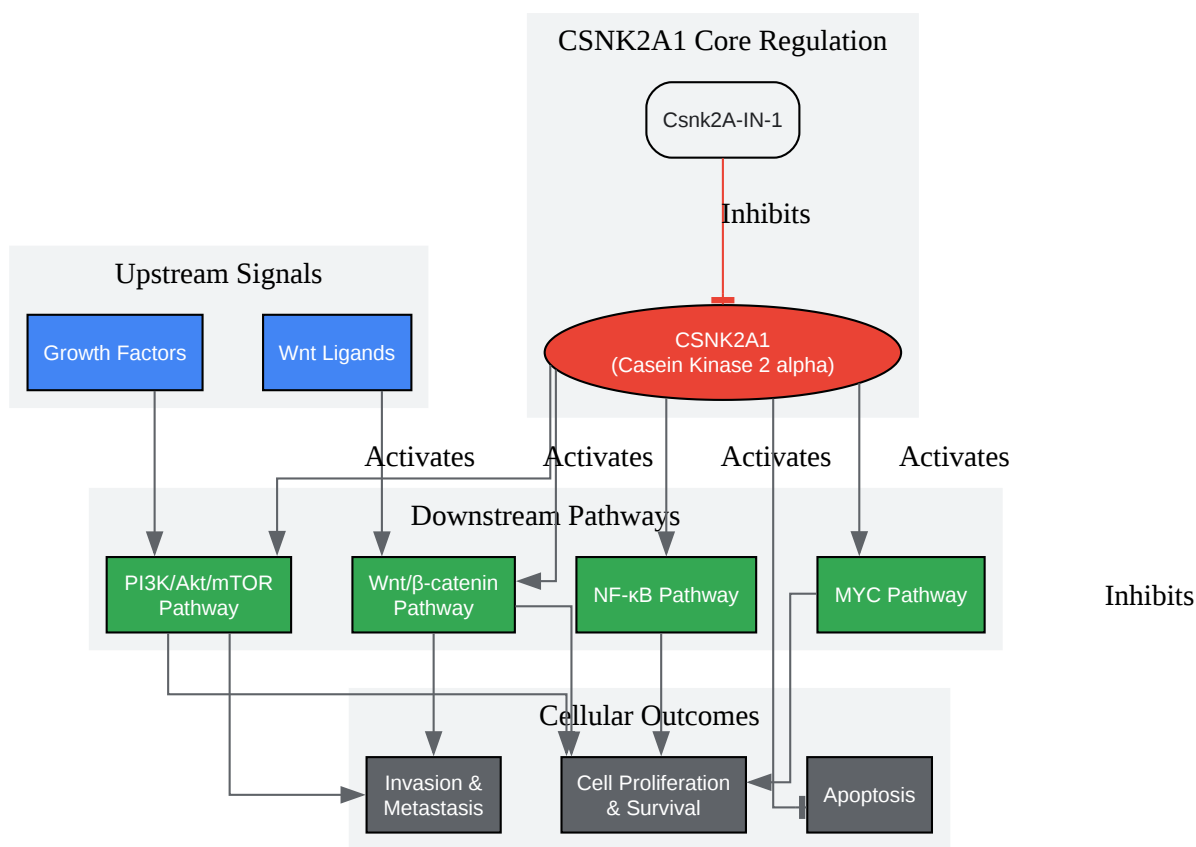 CSNK2A1 Core Regulation
Csnk2A-IN-1
Inhibits
Upstream Signals
Growth Factors
Wnt Ligands
CSNK2A1
(Casein Kinase 2 alpha)
Activates
Activates
Activates
Activates
Downstream Pathways
PI3K/Akt/mTOR
Pathway
Wnt/β-catenin
Pathway
NF-κB Pathway
MYC Pathway
Inhibits
Cellular Outcomes
Invasion &
Metastasis
Cell Proliferation
& Survival
Apoptosis